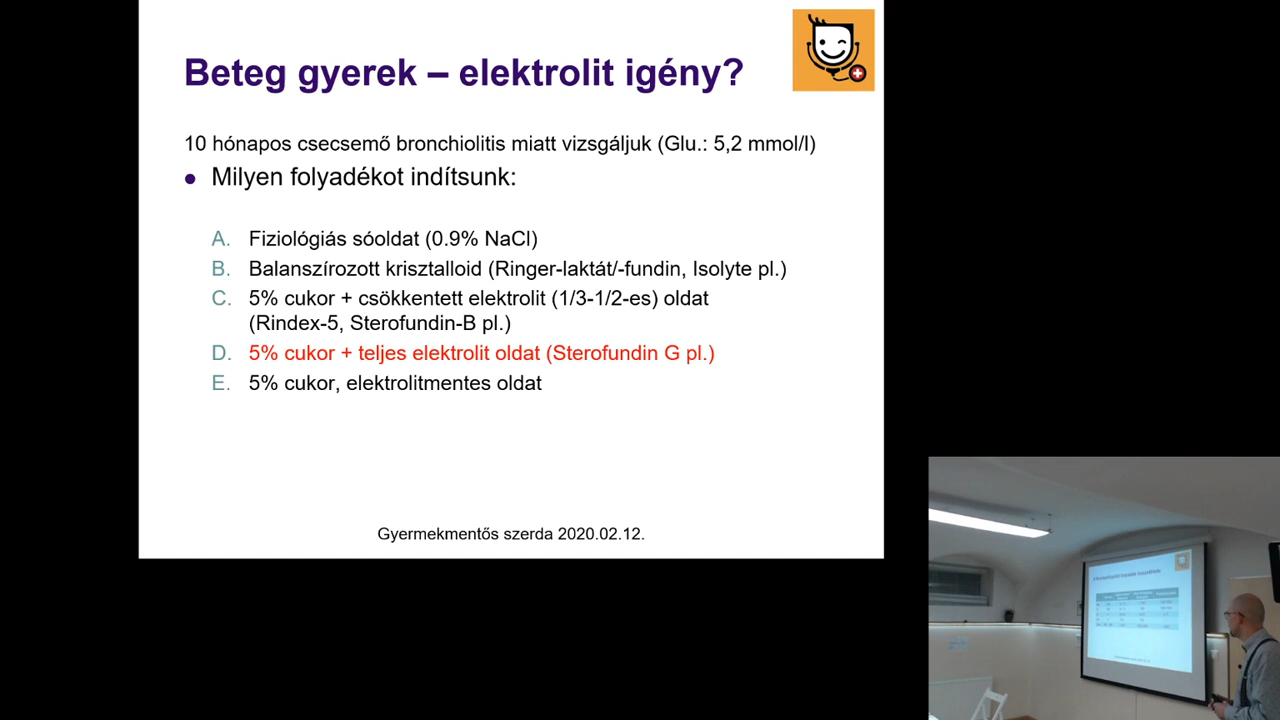 Beteg gyerek – elektrolit igény?
10 hónapos csecsemő bronchiolitis miatt vizsgáljuk (Glu.: 5,2 mmol/l)
● Milyen folyadékot indítsunk:
A. Fiziológiás sóoldat (0.9% NaCl)
B. Balanszírozott krisztalloid (Ringer-laktát/-fundin, Isolyte pl.)
C. 5% cukor + csökkentett elektrolit (1/3-1/2-es) oldat
(Rindex-5, Sterofundin-B pl.)
D. 5% cukor + teljes elektrolit oldat (Sterofundin G pl.)
E. 5% cukor, elektrolitmentes oldat
Gyermekmentős szerda 2020.02.12.